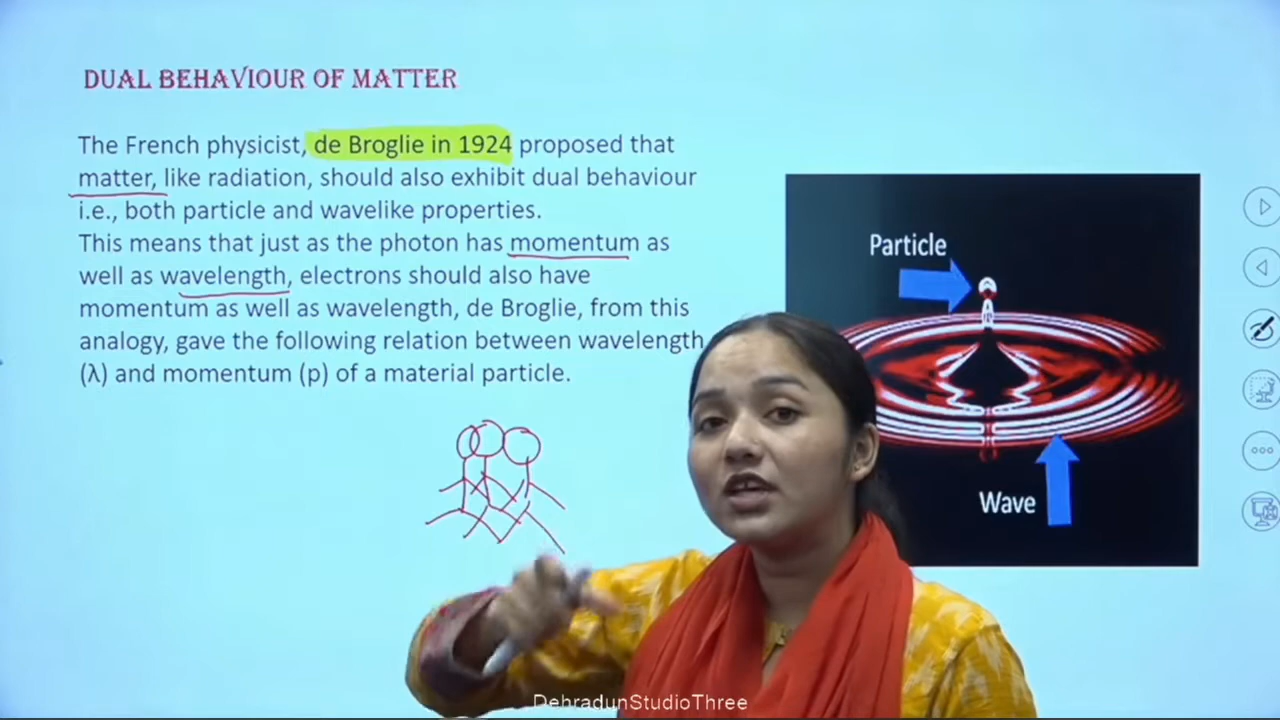 DUAL BEHAVIOUR OF MATTER
The French physicist, de Broglie in 1924 proposed that
matter, like radiation, should also exhibit dual behaviour
i.e., both particle and wavelike properties.
This means that just as the photon has momentum as
well as wavelength, electrons should also have
momentum as well as wavelength, de Broglie, from this
analogy, gave the following relation between wavelength
(λ) and momentum (p) of a material particle.
Particle
Wave
DehradunStudioThree